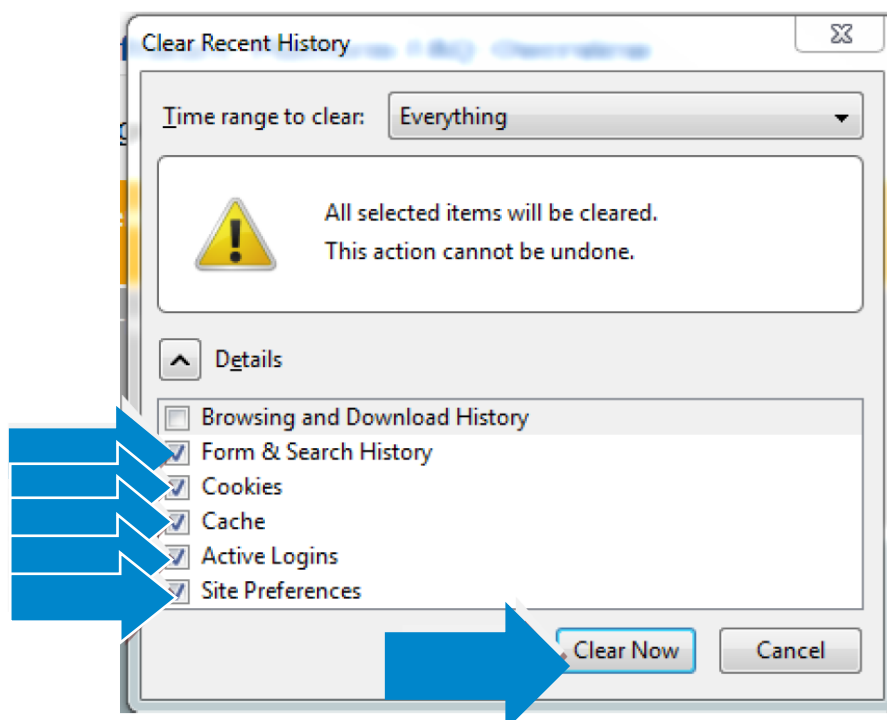 Clear Recent History
Time range to clear: Everything
All selected items will be cleared.
This action cannot be undone.
Details
Browsing and Download History
Form & Search History
Cookies
Cache
Active Logins
Site Preferences
Clear Now Cancel